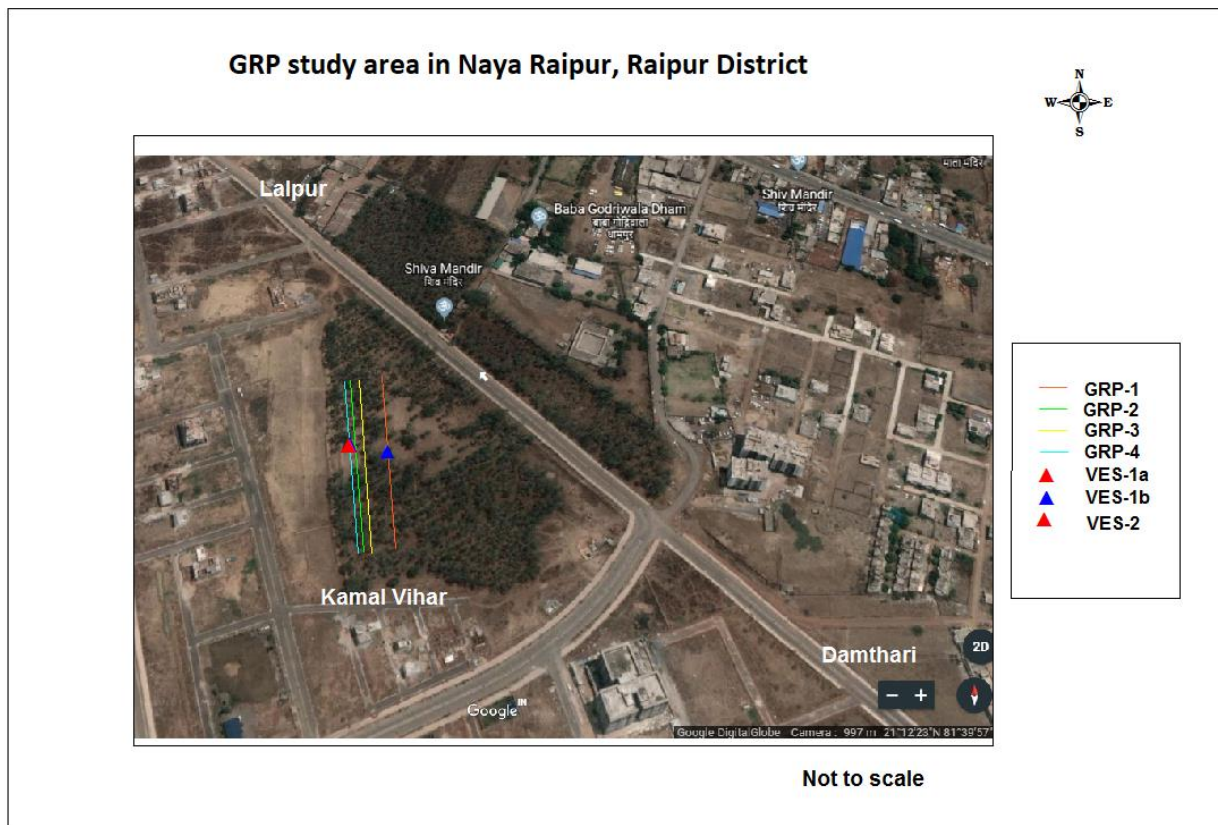 GRP study area in Naya Raipur, Raipur District
N
W E
S
Lalpur
माता मंदिर
Shiv Mandir
शिव मंदिर
Baba Godriwala Dham
बाबा गोद्रिवाला
धामपुर
Shiva Mandir
शिव मंदिर
GRP-1
GRP-2
GRP-3
GRP-4
VES-1a
VES-1b
VES-2
Kamal Vihar
Damthari
2D
Google IN
Google DigitalGlobe Camera : 997 m 21°12'23"N 81°39'57"
Not to scale